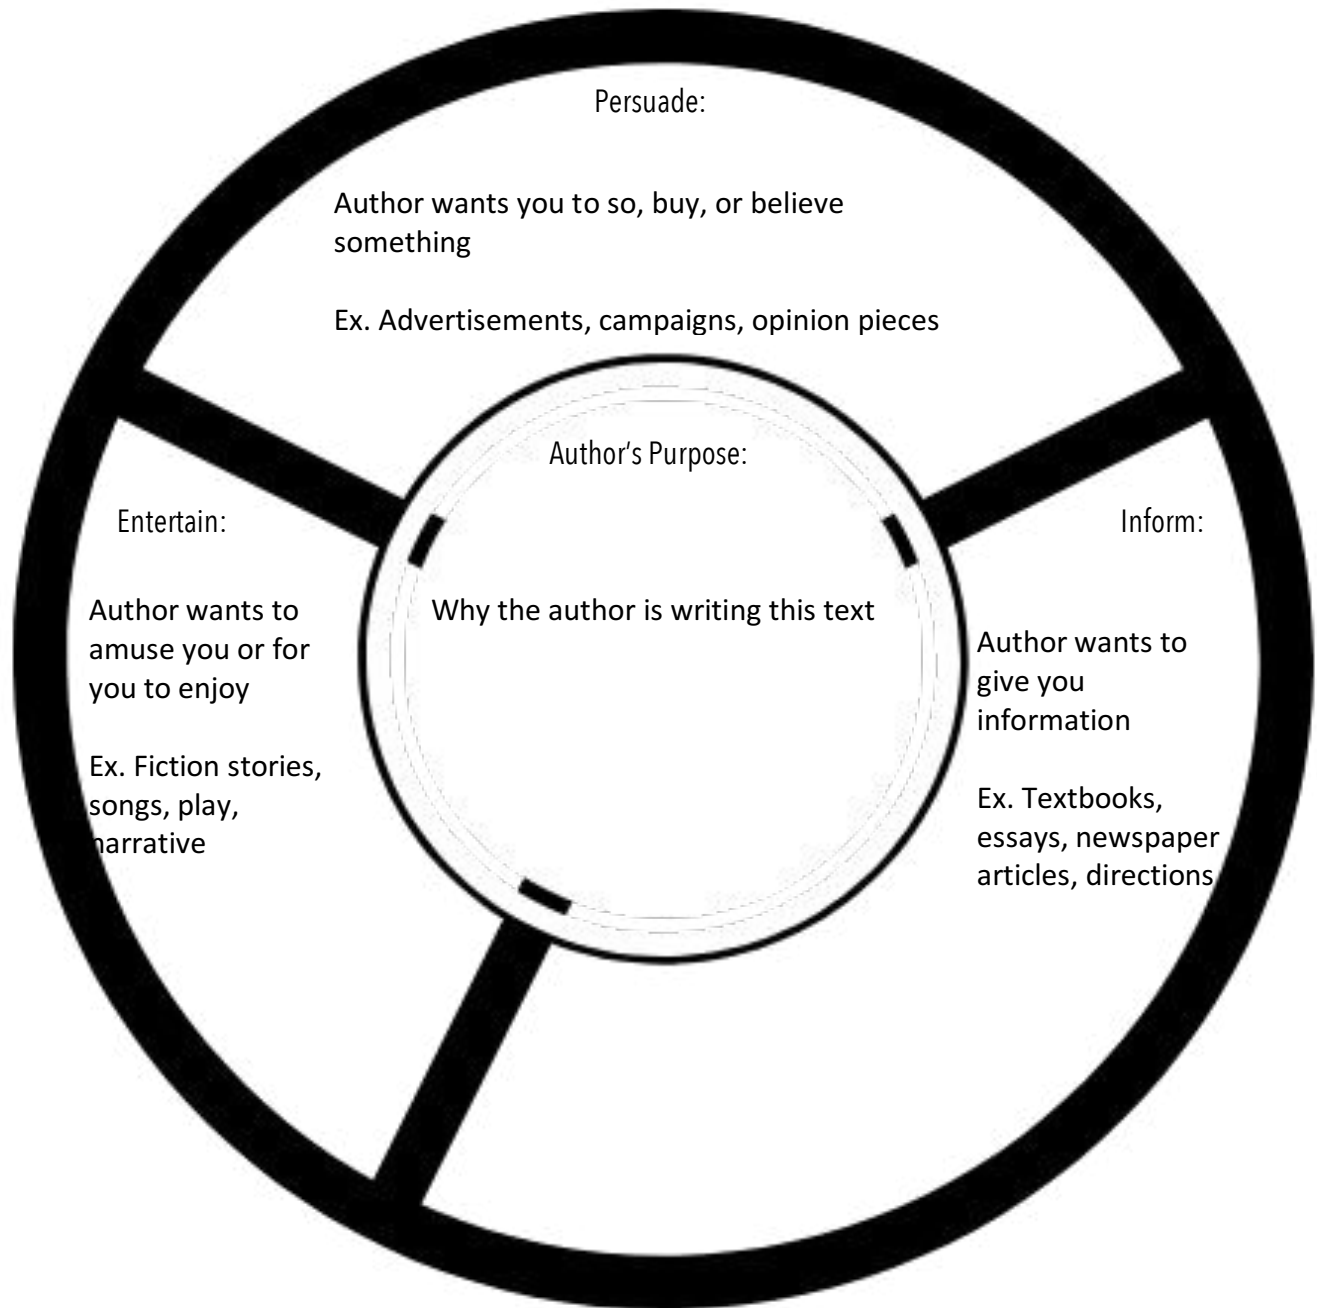 Persuade:
Author wants you to so, buy, or believe
something
Ex. Advertisements, campaigns, opinion pieces
Author's Purpose:
Why the author is writing this text
Entertain:
Author wants to
amuse you or for
you to enjoy
Ex. Fiction stories,
songs, play,
narrative
Inform:
Author wants to
give you
information
Ex. Textbooks,
essays, newspaper
articles, directions